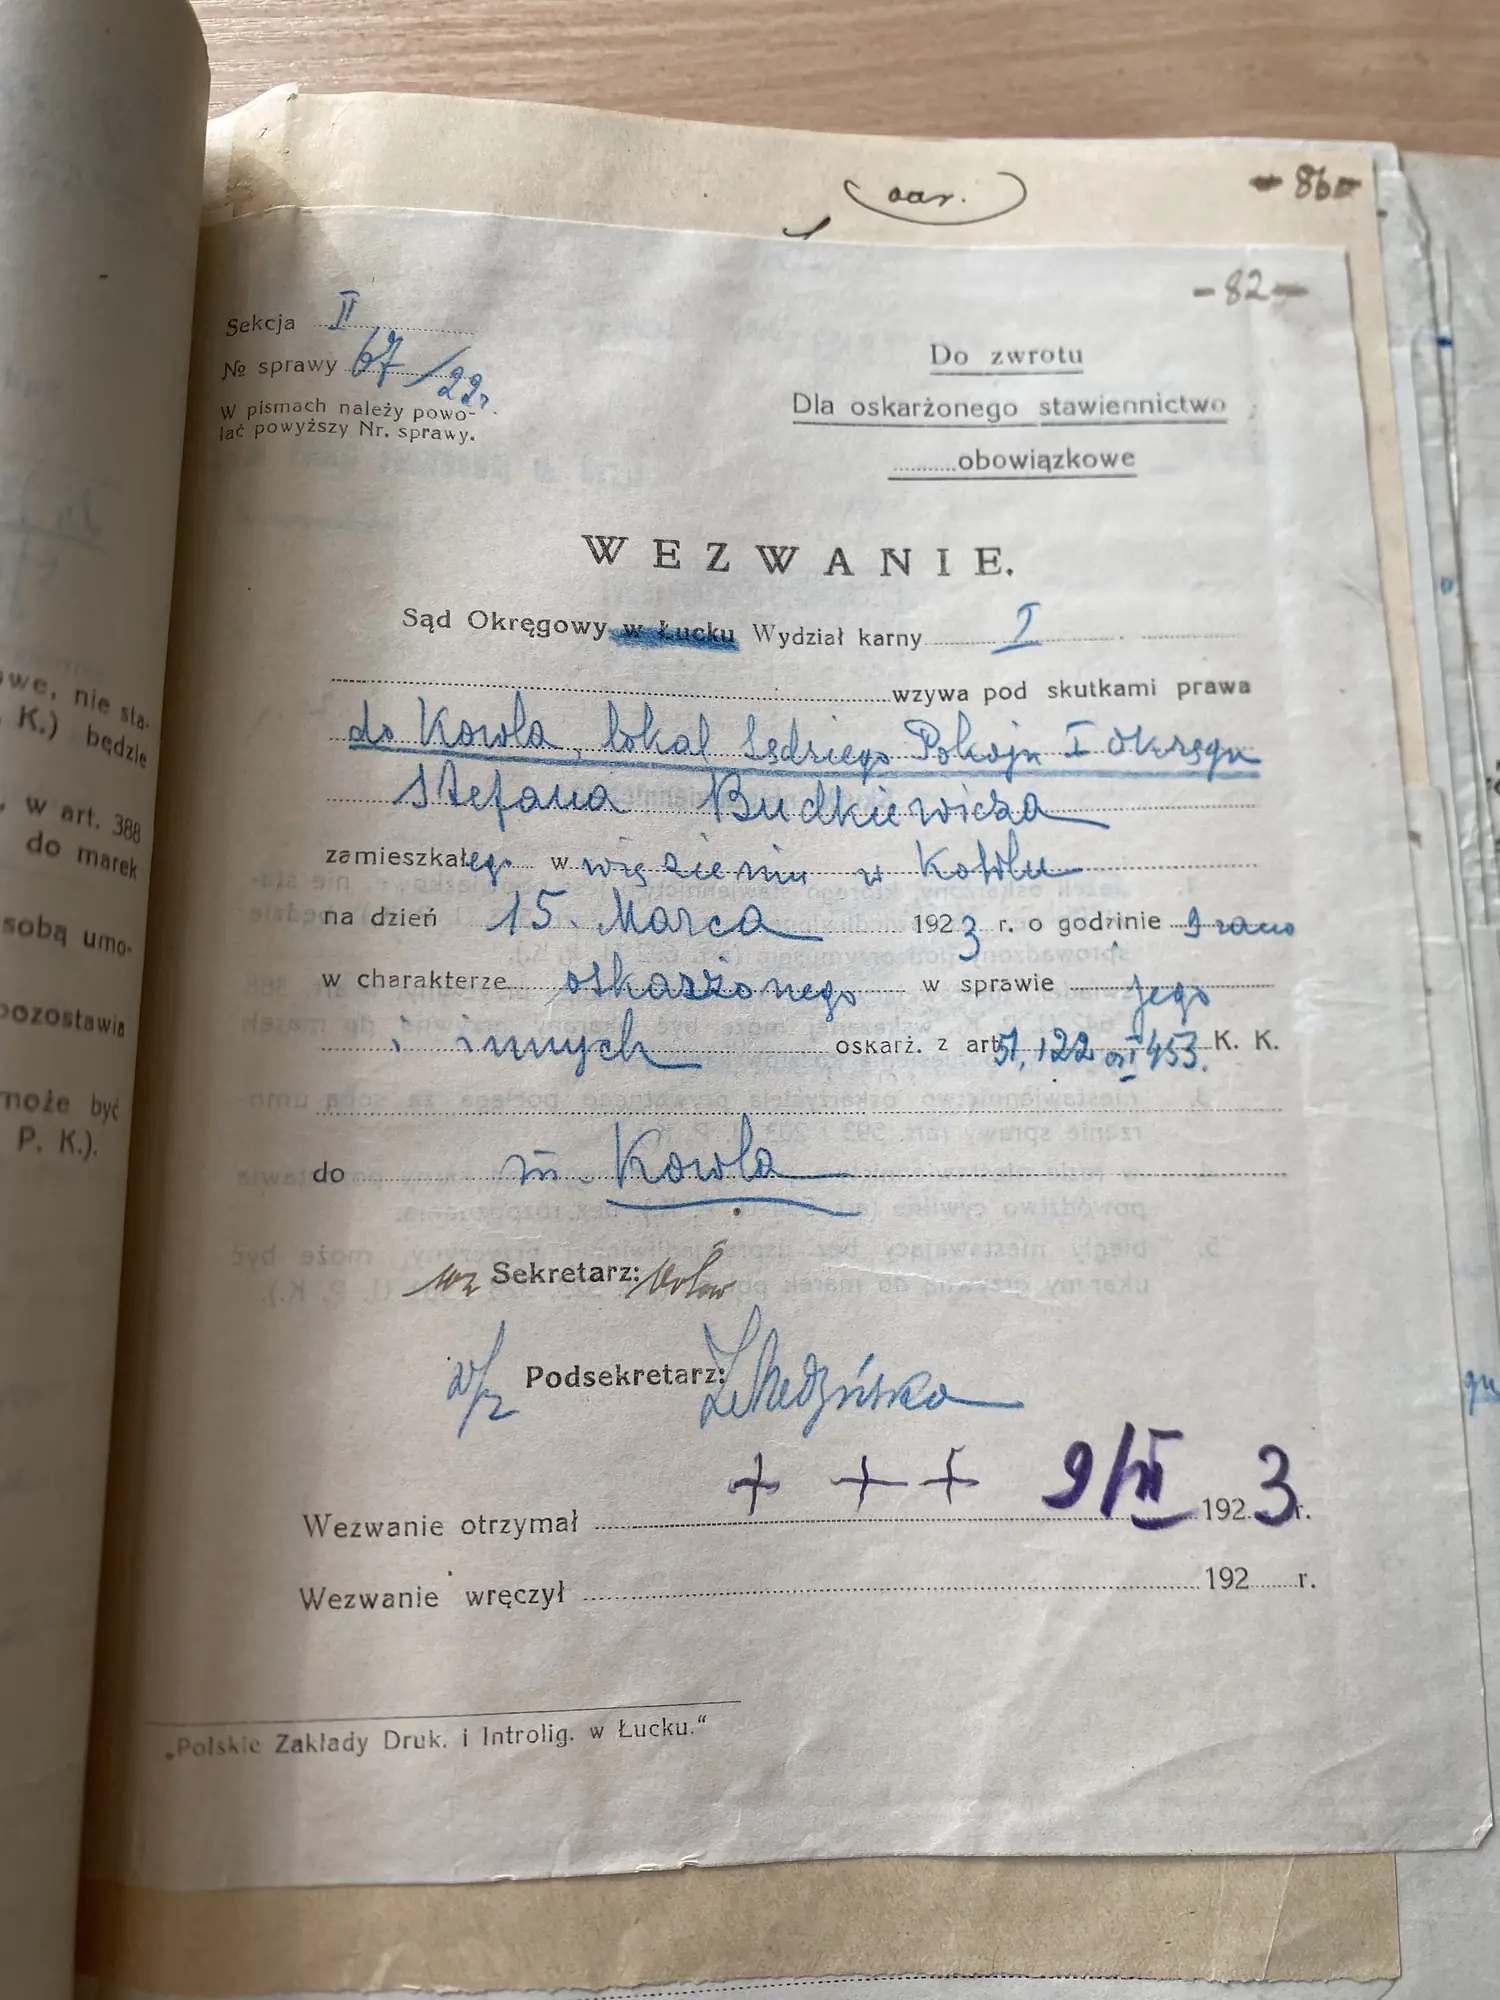 - 86 -
- 82 -
Sekcja II
№ sprawy 67/22r.
W pismach należy powo-
łać powyższy Nr. sprawy.
Do zwrotu
Dla oskarżonego stawiennictwo
obowiązkowe
WEZWANIE.
Sąd Okręgowy w Łucku Wydział karny I
wzywa pod skutkami prawa
do Kowla, lokal Sędziego Pokoju I Okręgu
Stefana Budkiewicza
zamieszkałego w więzieniu w Kowlu
na dzień 15. Marca 1923 r. o godzinie 9 rano
w charakterze oskarżonego w sprawie jego
i innych oskarż. z art. 51, 122 i 453. K. K.
do m. Kowla
wz Sekretarz:
w/z Podsekretarz:
+ + + 9/III 1923 r.
Wezwanie otrzymał
Wezwanie wręczył 192 r.
„Polskie Zakłady Druk. i Introlig. w Łucku."
owe, nie sta-
K.) będzie
w art. 388
do marek
sobą umo-
pozostawia
może być
P. K.).